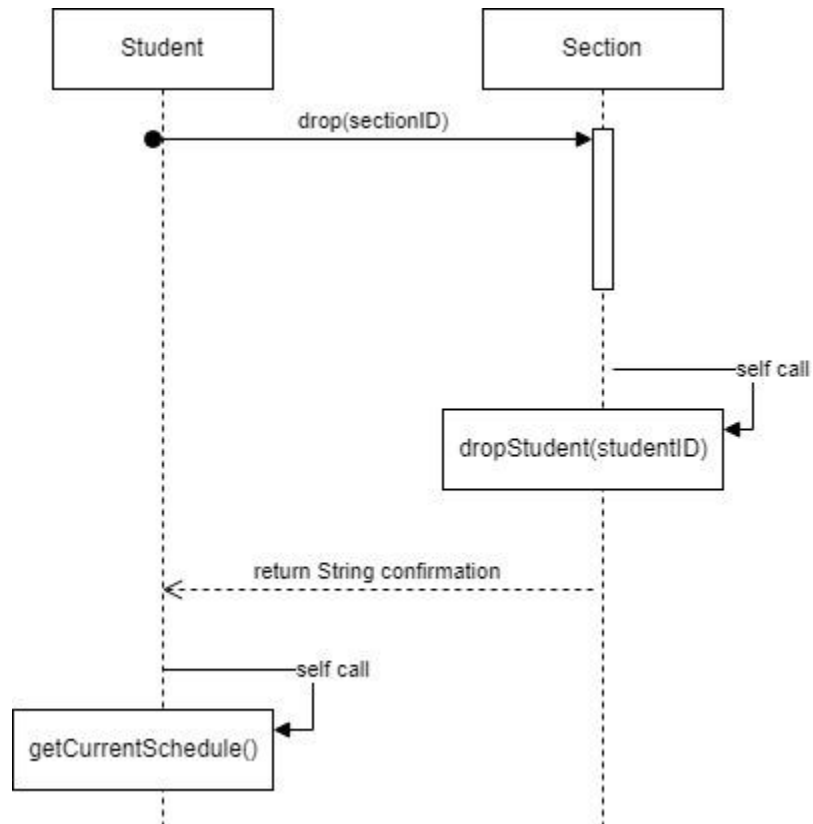 Student
Section
drop(sectionID)
self call
dropStudent(studentID)
return String confirmation
self call
getCurrentSchedule()